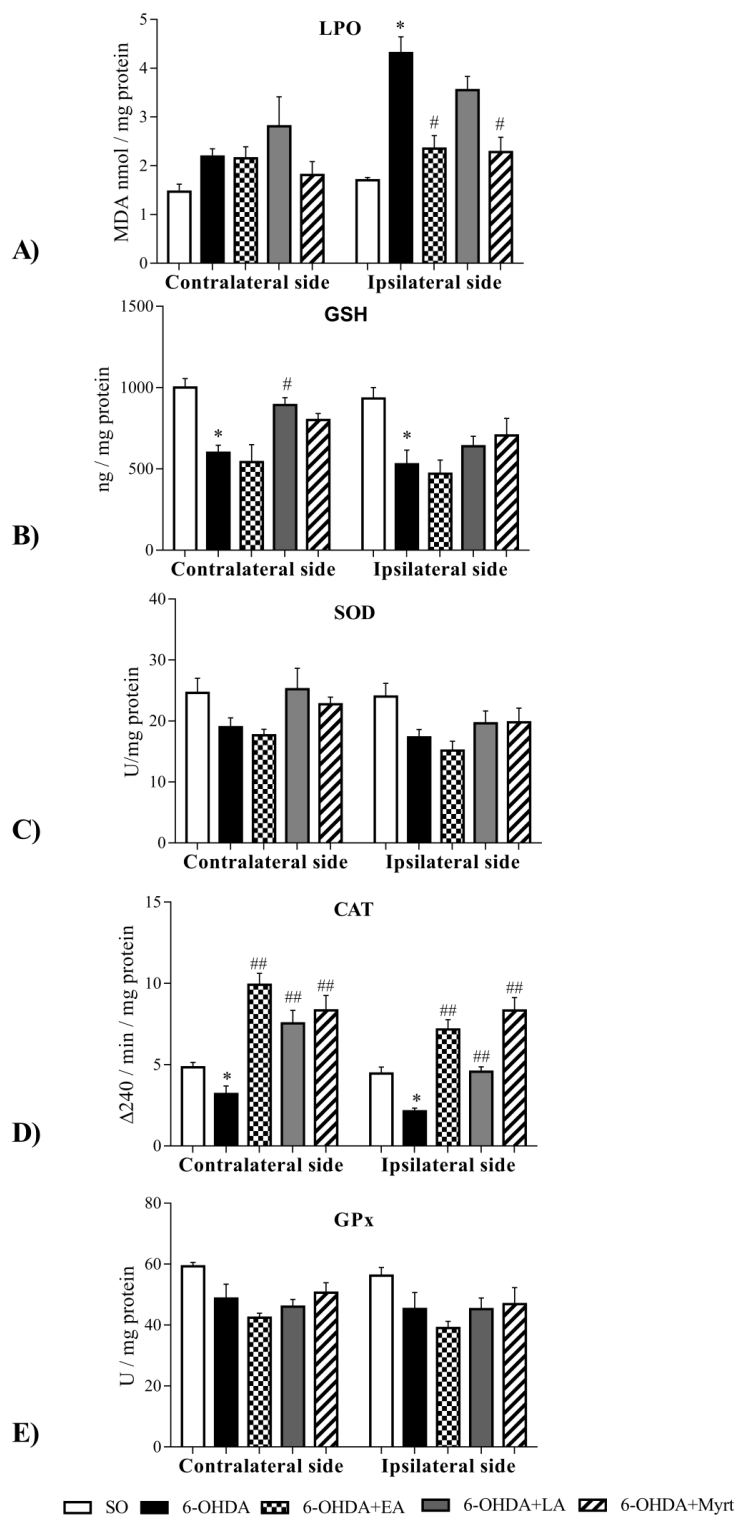 LPO
MDA nmol / mg protein
5
4
3
2
1
0
*
#
#
Contralateral side Ipsilateral side
A)
GSH
ng / mg protein
1500
1000
500
0
*
#
*
Contralateral side Ipsilateral side
B)
SOD
U/mg protein
40
30
20
10
0
Contralateral side Ipsilateral side
C)
CAT
Δ240 / min / mg protein
15
10
5
0
*
##
##
##
*
##
##
##
Contralateral side Ipsilateral side
D)
GPx
U / mg protein
80
60
40
20
0
Contralateral side Ipsilateral side
E)
SO 6-OHDA 6-OHDA+EA 6-OHDA+LA 6-OHDA+Myrt